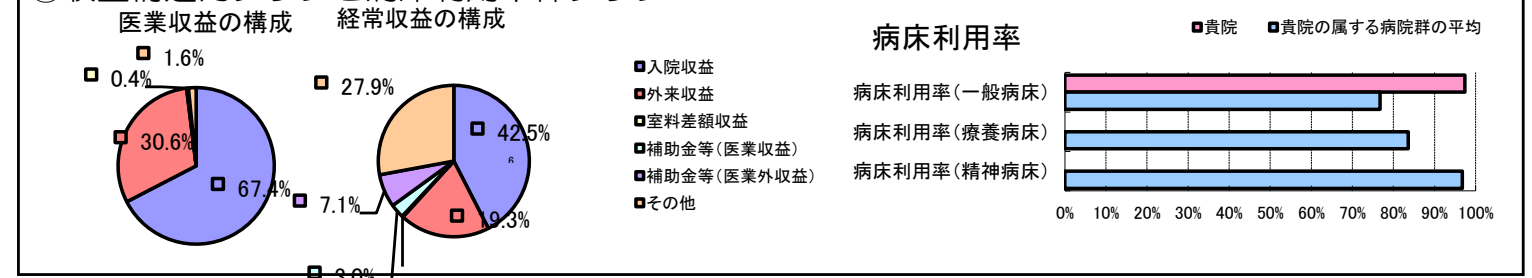 医業収益の構成
経常収益の構成
1.6%
0.4%
30.6%
67.4%
27.9%
42.5%
6
7.1%
19.3%
3.0%
入院収益
外来収益
室料差額収益
補助金等(医業収益)
補助金等(医業外収益)
その他
病床利用率
貴院
貴院の属する病院群の平均
病床利用率(一般病床)
病床利用率(療養病床)
病床利用率(精神病床)
0% 10% 20% 30% 40% 50% 60% 70% 80% 90% 100%